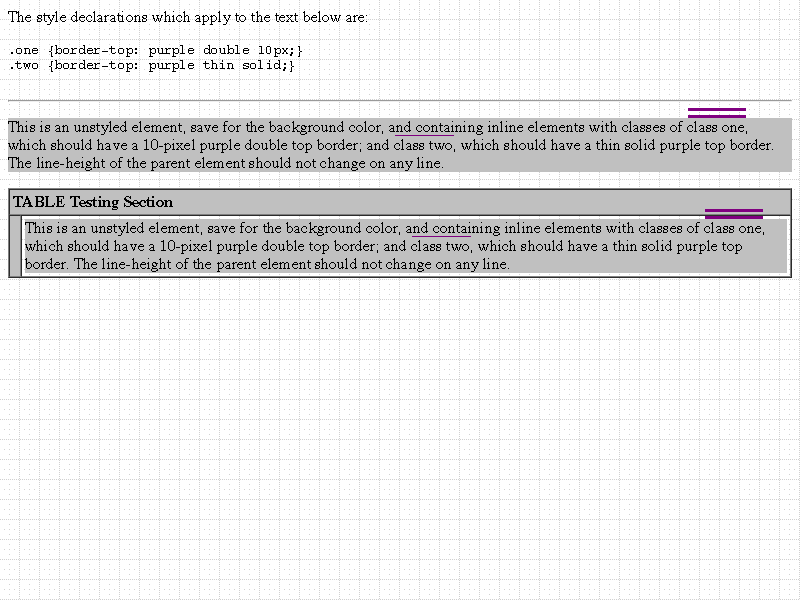 The style declarations which apply to the text below are:
.one {border-top: purple double 10px;}
.two {border-top: purple thin solid;}
This is an unstyled element, save for the background color, and containing inline elements with classes of class one,
which should have a 10-pixel purple double top border; and class two, which should have a thin solid purple top border.
The line-height of the parent element should not change on any line.
TABLE Testing Section
This is an unstyled element, save for the background color, and containing inline elements with classes of class one,
which should have a 10-pixel purple double top border; and class two, which should have a thin solid purple top
border. The line-height of the parent element should not change on any line.